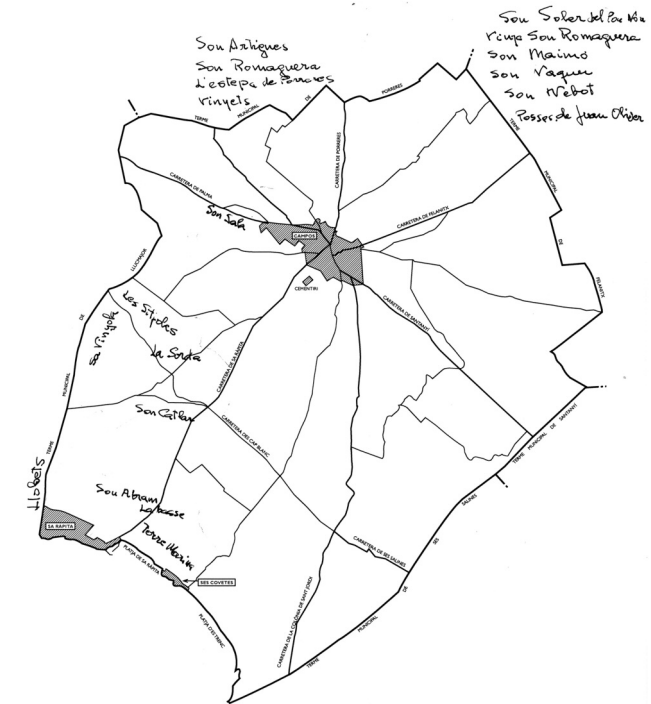 Son Soler del Pou Nou
Vinya Son Romaguera
Son Maimó
Son Vaquer
Son Nebot
Posses de Juan Oliver
Son Artigues
Son Romaguera
L'estepa de Porreres
Vinyets
TERME MUNICIPAL DE PORRERES
CARRETERA DE PORRERES
CARRETERA DE PALMA
Son Sala
CAMPOS
CARRETERA DE FELANITX
TERME MUNICIPAL DE FELANITX
CEMENTIRI
CARRETERA DE SANTANYÍ
TERME MUNICIPAL DE LLUCMAJOR
Les Sitjoles
Sa Vinyola
La Sorda
CARRETERA DE SA RÀPITA
Son Catlar
CARRETERA DES CAP BLANC
TERME MUNICIPAL DE SANTANYÍ
Llobets
Son Abram
La basse
SA RAPITA
PLATJA DE SA RÀPITA
SES COVETES
PLATJA D'ES TRENC
CARRETERA DE SES SALINES
CARRETERA DE LA COLÒNIA DE SANT JORDI
TERME MUNICIPAL DE SES SALINES